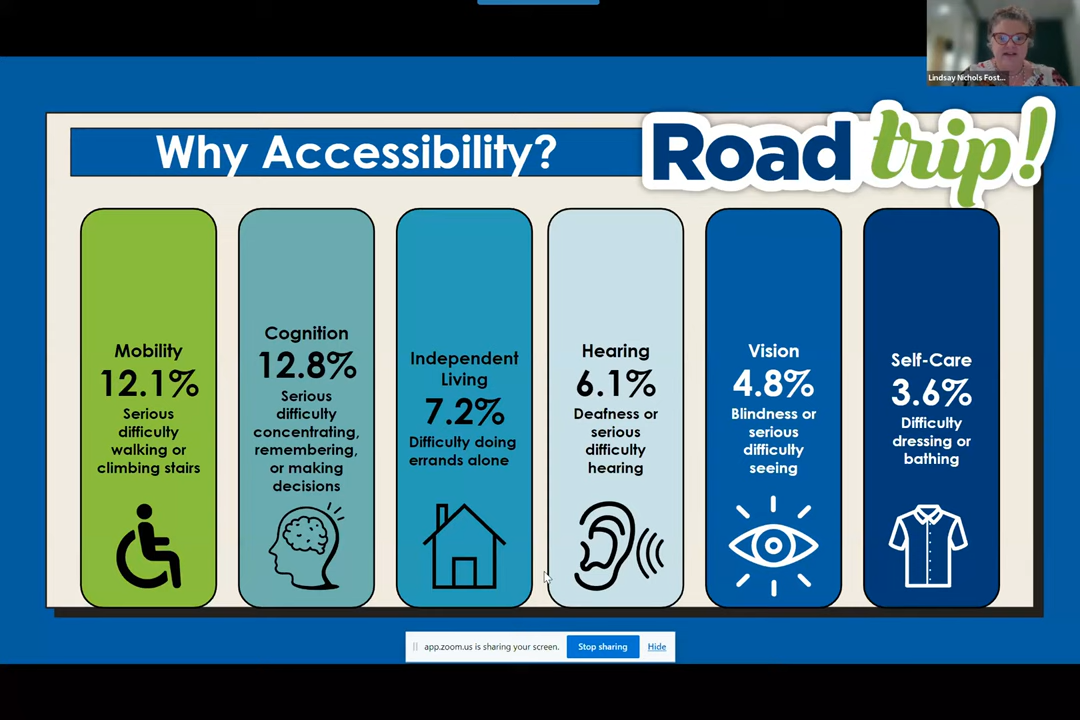 Lindsay Nichols Fost...
Why Accessibility?
Road trip!
Mobility
12.1%
Serious
difficulty
walking or
climbing stairs
Cognition
12.8%
Serious
difficulty
concentrating,
remembering,
or making
decisions
Independent
Living
7.2%
Difficulty doing
errands alone
Hearing
6.1%
Deafness or
serious
difficulty
hearing
Vision
4.8%
Blindness or
serious
difficulty
seeing
Self-Care
3.6%
Difficulty
dressing or
bathing
app.zoom.us is sharing your screen.
Stop sharing
Hide